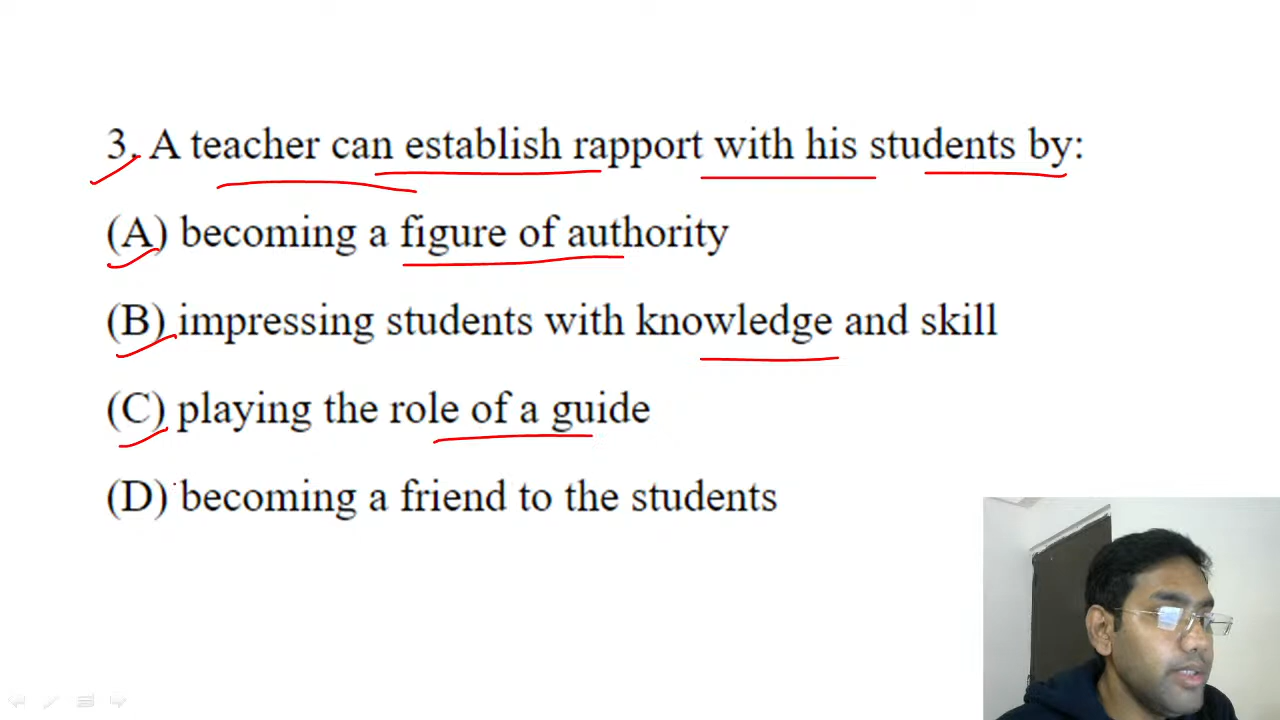 3. A teacher can establish rapport with his students by:
(A) becoming a figure of authority
(B) impressing students with knowledge and skill
(C) playing the role of a guide
(D) becoming a friend to the students